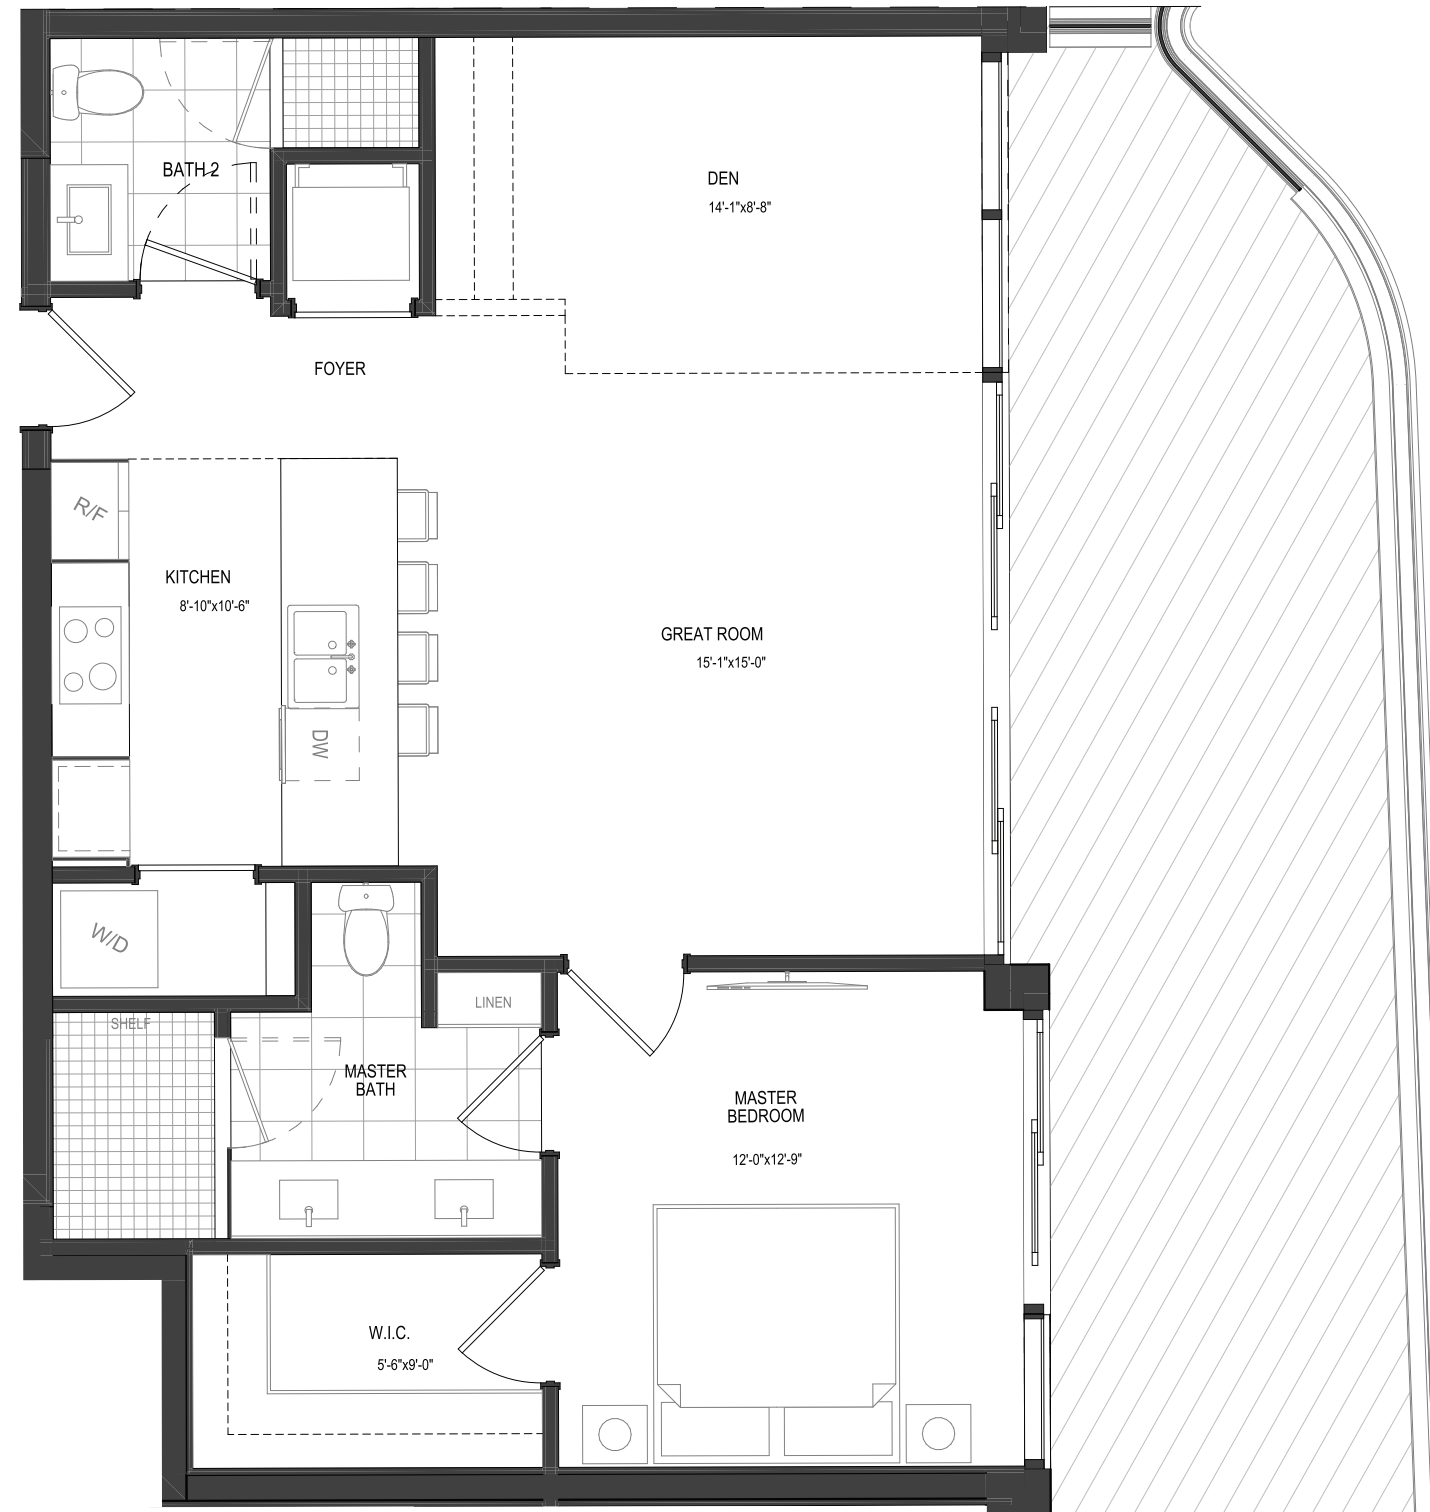 BATH 2
DEN
14'-1"x8'-8"
FOYER
R/F
KITCHEN
8'-10"x10'-6"
GREAT ROOM
15'-1"x15'-0"
DW
W/D
LINEN
SHELF
MASTER
BATH
MASTER
BEDROOM
12'-0"x12'-9"
W.I.C.
5'-6"x9'-0"